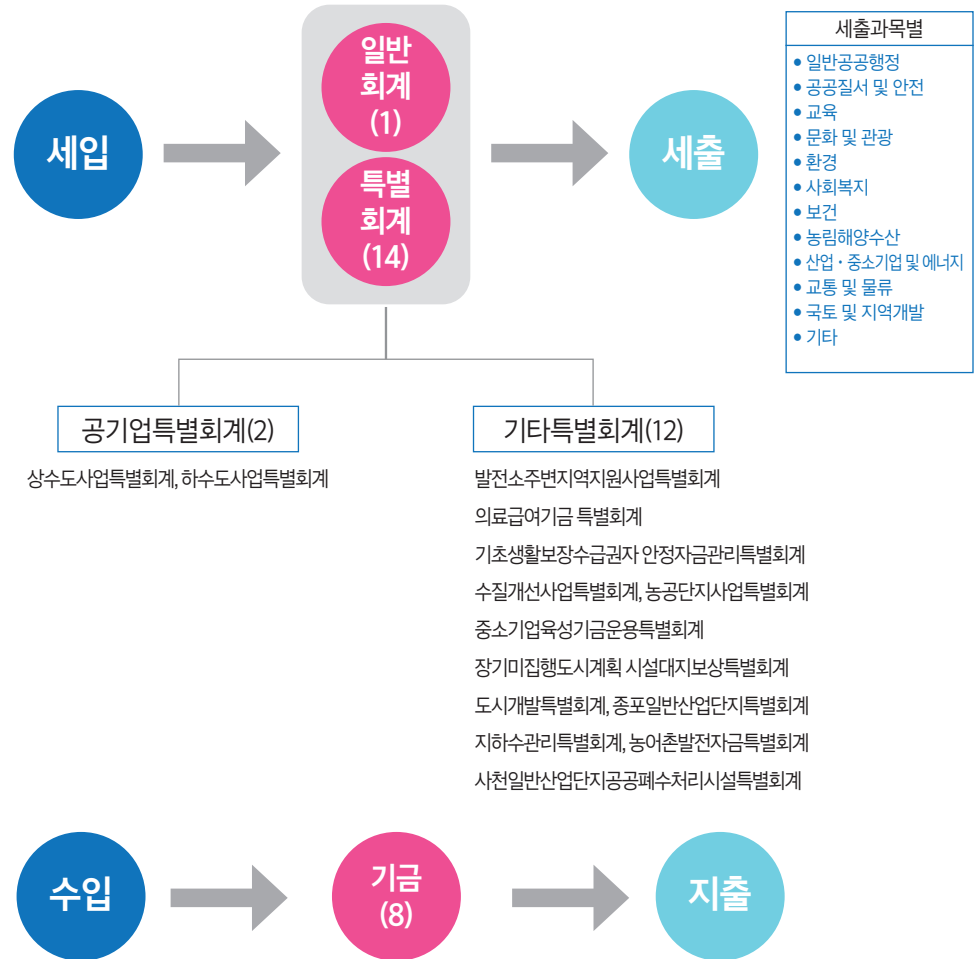 세입
일반
회계
(1)
특별
회계
(14)
세출
세출과목별
• 일반공공행정
• 공공질서 및 안전
• 교육
• 문화 및 관광
• 환경
• 사회복지
• 보건
• 농림해양수산
• 산업・중소기업 및 에너지
• 교통 및 물류
• 국토 및 지역개발
• 기타
공기업특별회계(2)
상수도사업특별회계, 하수도사업특별회계
기타특별회계(12)
발전소주변지역지원사업특별회계
의료급여기금 특별회계
기초생활보장수급권자 안정자금관리특별회계
수질개선사업특별회계, 농공단지사업특별회계
중소기업육성기금운용특별회계
장기미집행도시계획 시설대지보상특별회계
도시개발특별회계, 종포일반산업단지특별회계
지하수관리특별회계, 농어촌발전자금특별회계
사천일반산업단지공공폐수처리시설특별회계
수입
기금
(8)
지출